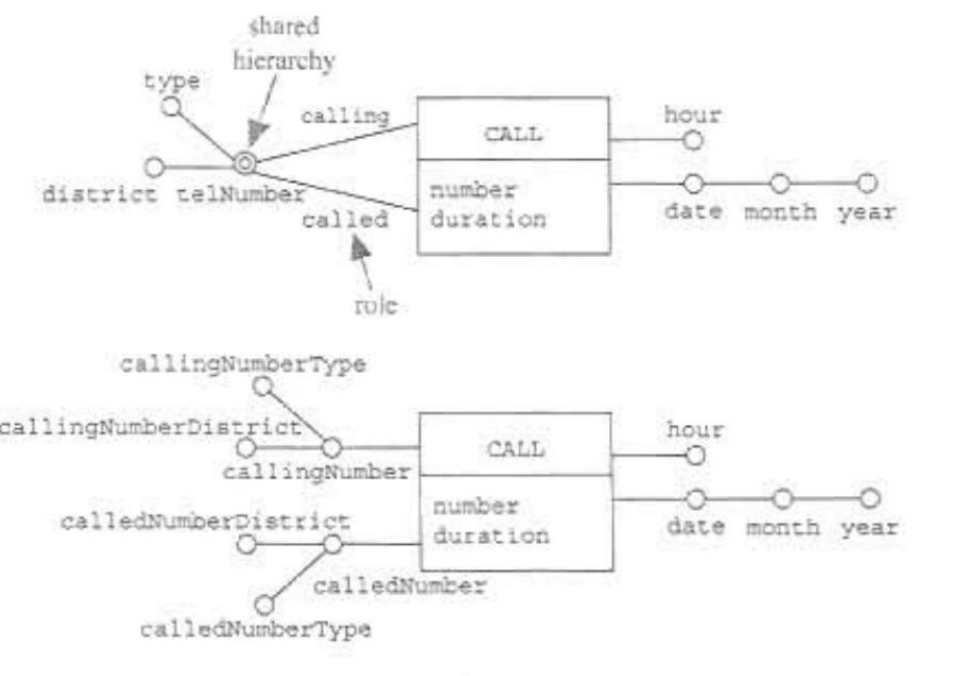 shared
hierarchy
type
calling
CALL
hour
district telNumber
number
duration
called
date month year
role
callingNumberType
callingNumberDistrict
callingNumber
CALL
hour
calledNumberDistrict
number
duration
date month year
calledNumber
calledNumberType